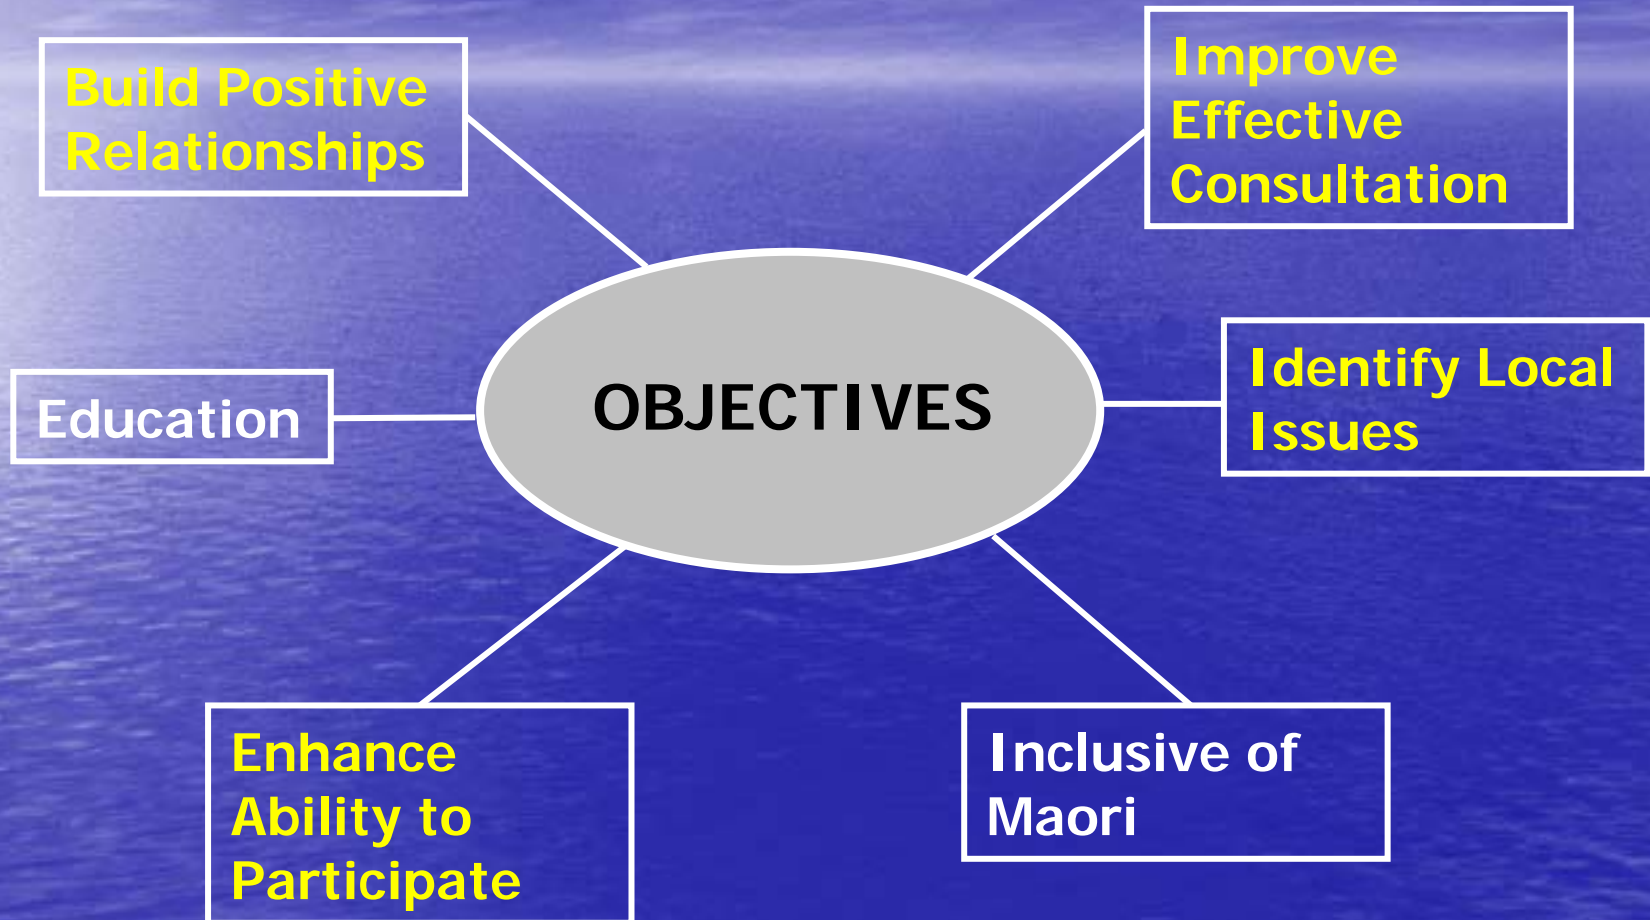 Build Positive
Relationships
Improve
Effective
Consultation
Education
OBJECTIVES
Identify Local
Issues
Enhance
Ability to
Participate
Inclusive of
Maori